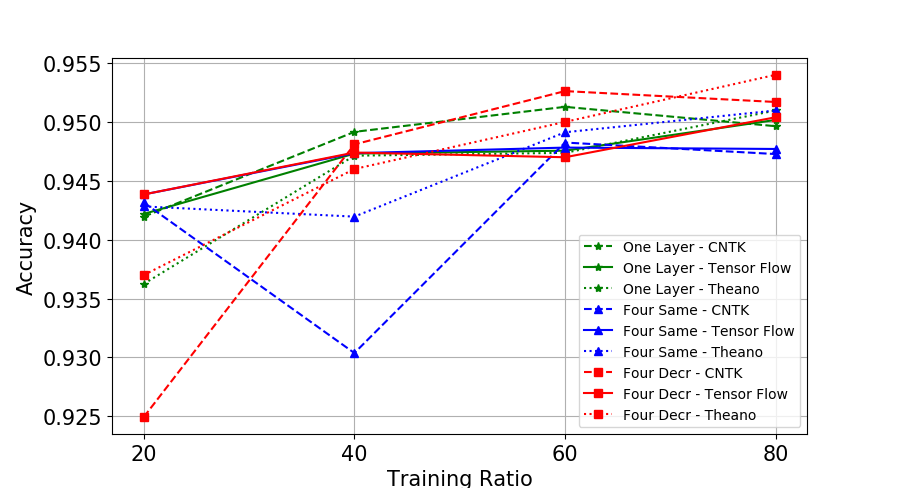 0.955
0.950
0.945
0.940
0.935
0.930
0.925
Accuracy
One Layer - CNTK
One Layer - Tensor Flow
One Layer - Theano
Four Same - CNTK
Four Same - Tensor Flow
Four Same - Theano
Four Decr - CNTK
Four Decr - Tensor Flow
Four Decr - Theano
20 40 60 80
Training Ratio